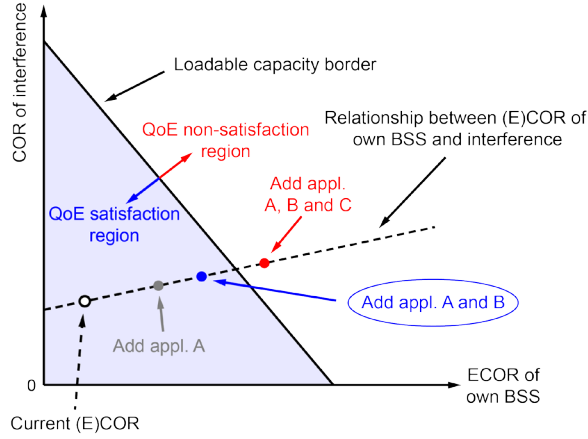 COR of interference
Loadable capacity border
QoE non-satisfaction
region
Relationship between (E)COR of
own BSS and interference
Add appl.
A, B and C
QoE satisfaction
region
Add appl. A and B
Add appl. A
0
ECOR of
own BSS
Current (E)COR